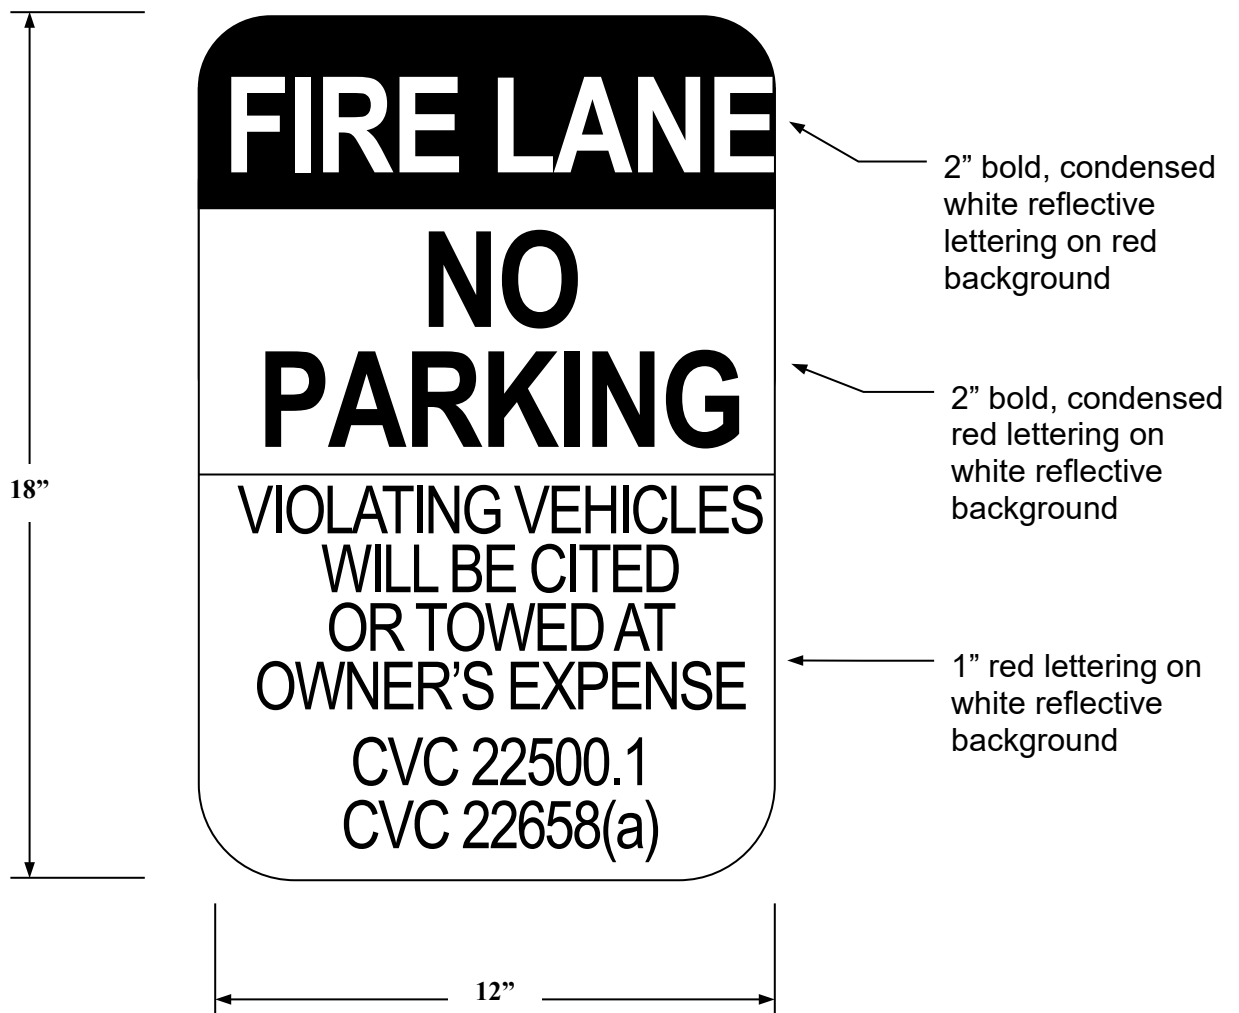 FIRE LANE
NO
PARKING
VIOLATING VEHICLES
WILL BE CITED
OR TOWED AT
OWNER’S EXPENSE
CVC 22500.1
CVC 22658(a)
2” bold, condensed
white reflective
lettering on red
background
2” bold, condensed
red lettering on
white reflective
background
1” red lettering on
white reflective
background
18”
12”